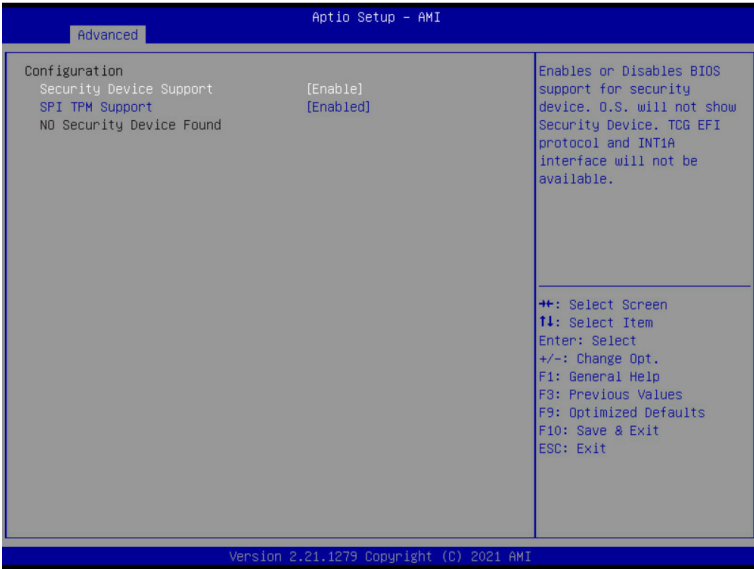 Aptio Setup – AMI
Advanced
Configuration
Security Device Support [Enable]
SPI TPM Support [Enabled]
NO Security Device Found
Enables or Disables BIOS
support for security
device. O.S. will not show
Security Device. TCG EFI
protocol and INT1A
interface will not be
available.
→←: Select Screen
↑↓: Select Item
Enter: Select
+/-: Change Opt.
F1: General Help
F3: Previous Values
F9: Optimized Defaults
F10: Save & Exit
ESC: Exit
Version 2.21.1279 Copyright (C) 2021 AMI